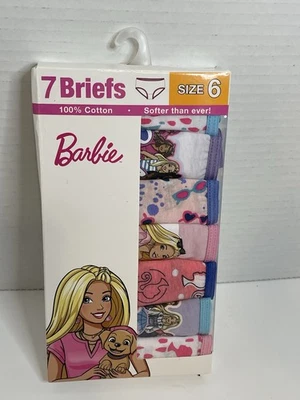 7 Briefs
SIZE 6
100% Cotton • Softer than ever!
Barbie